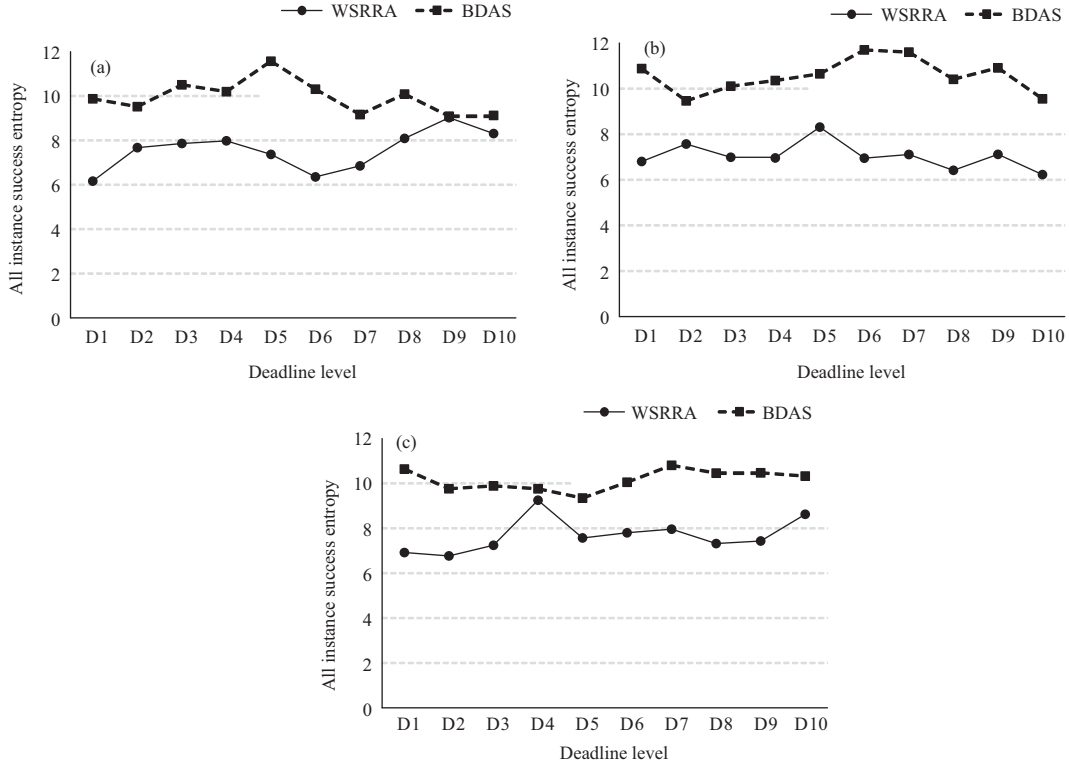 WSRRA BDAS
(a)
All instance success entropy
12
10
8
6
4
2
0
D1 D2 D3 D4 D5 D6 D7 D8 D9 D10
Deadline level
WSRRA BDAS
(b)
All instance success entropy
12
10
8
6
4
2
0
D1 D2 D3 D4 D5 D6 D7 D8 D9 D10
Deadline level
WSRRA BDAS
(c)
All instance success entropy
12
10
8
6
4
2
0
D1 D2 D3 D4 D5 D6 D7 D8 D9 D10
Deadline level